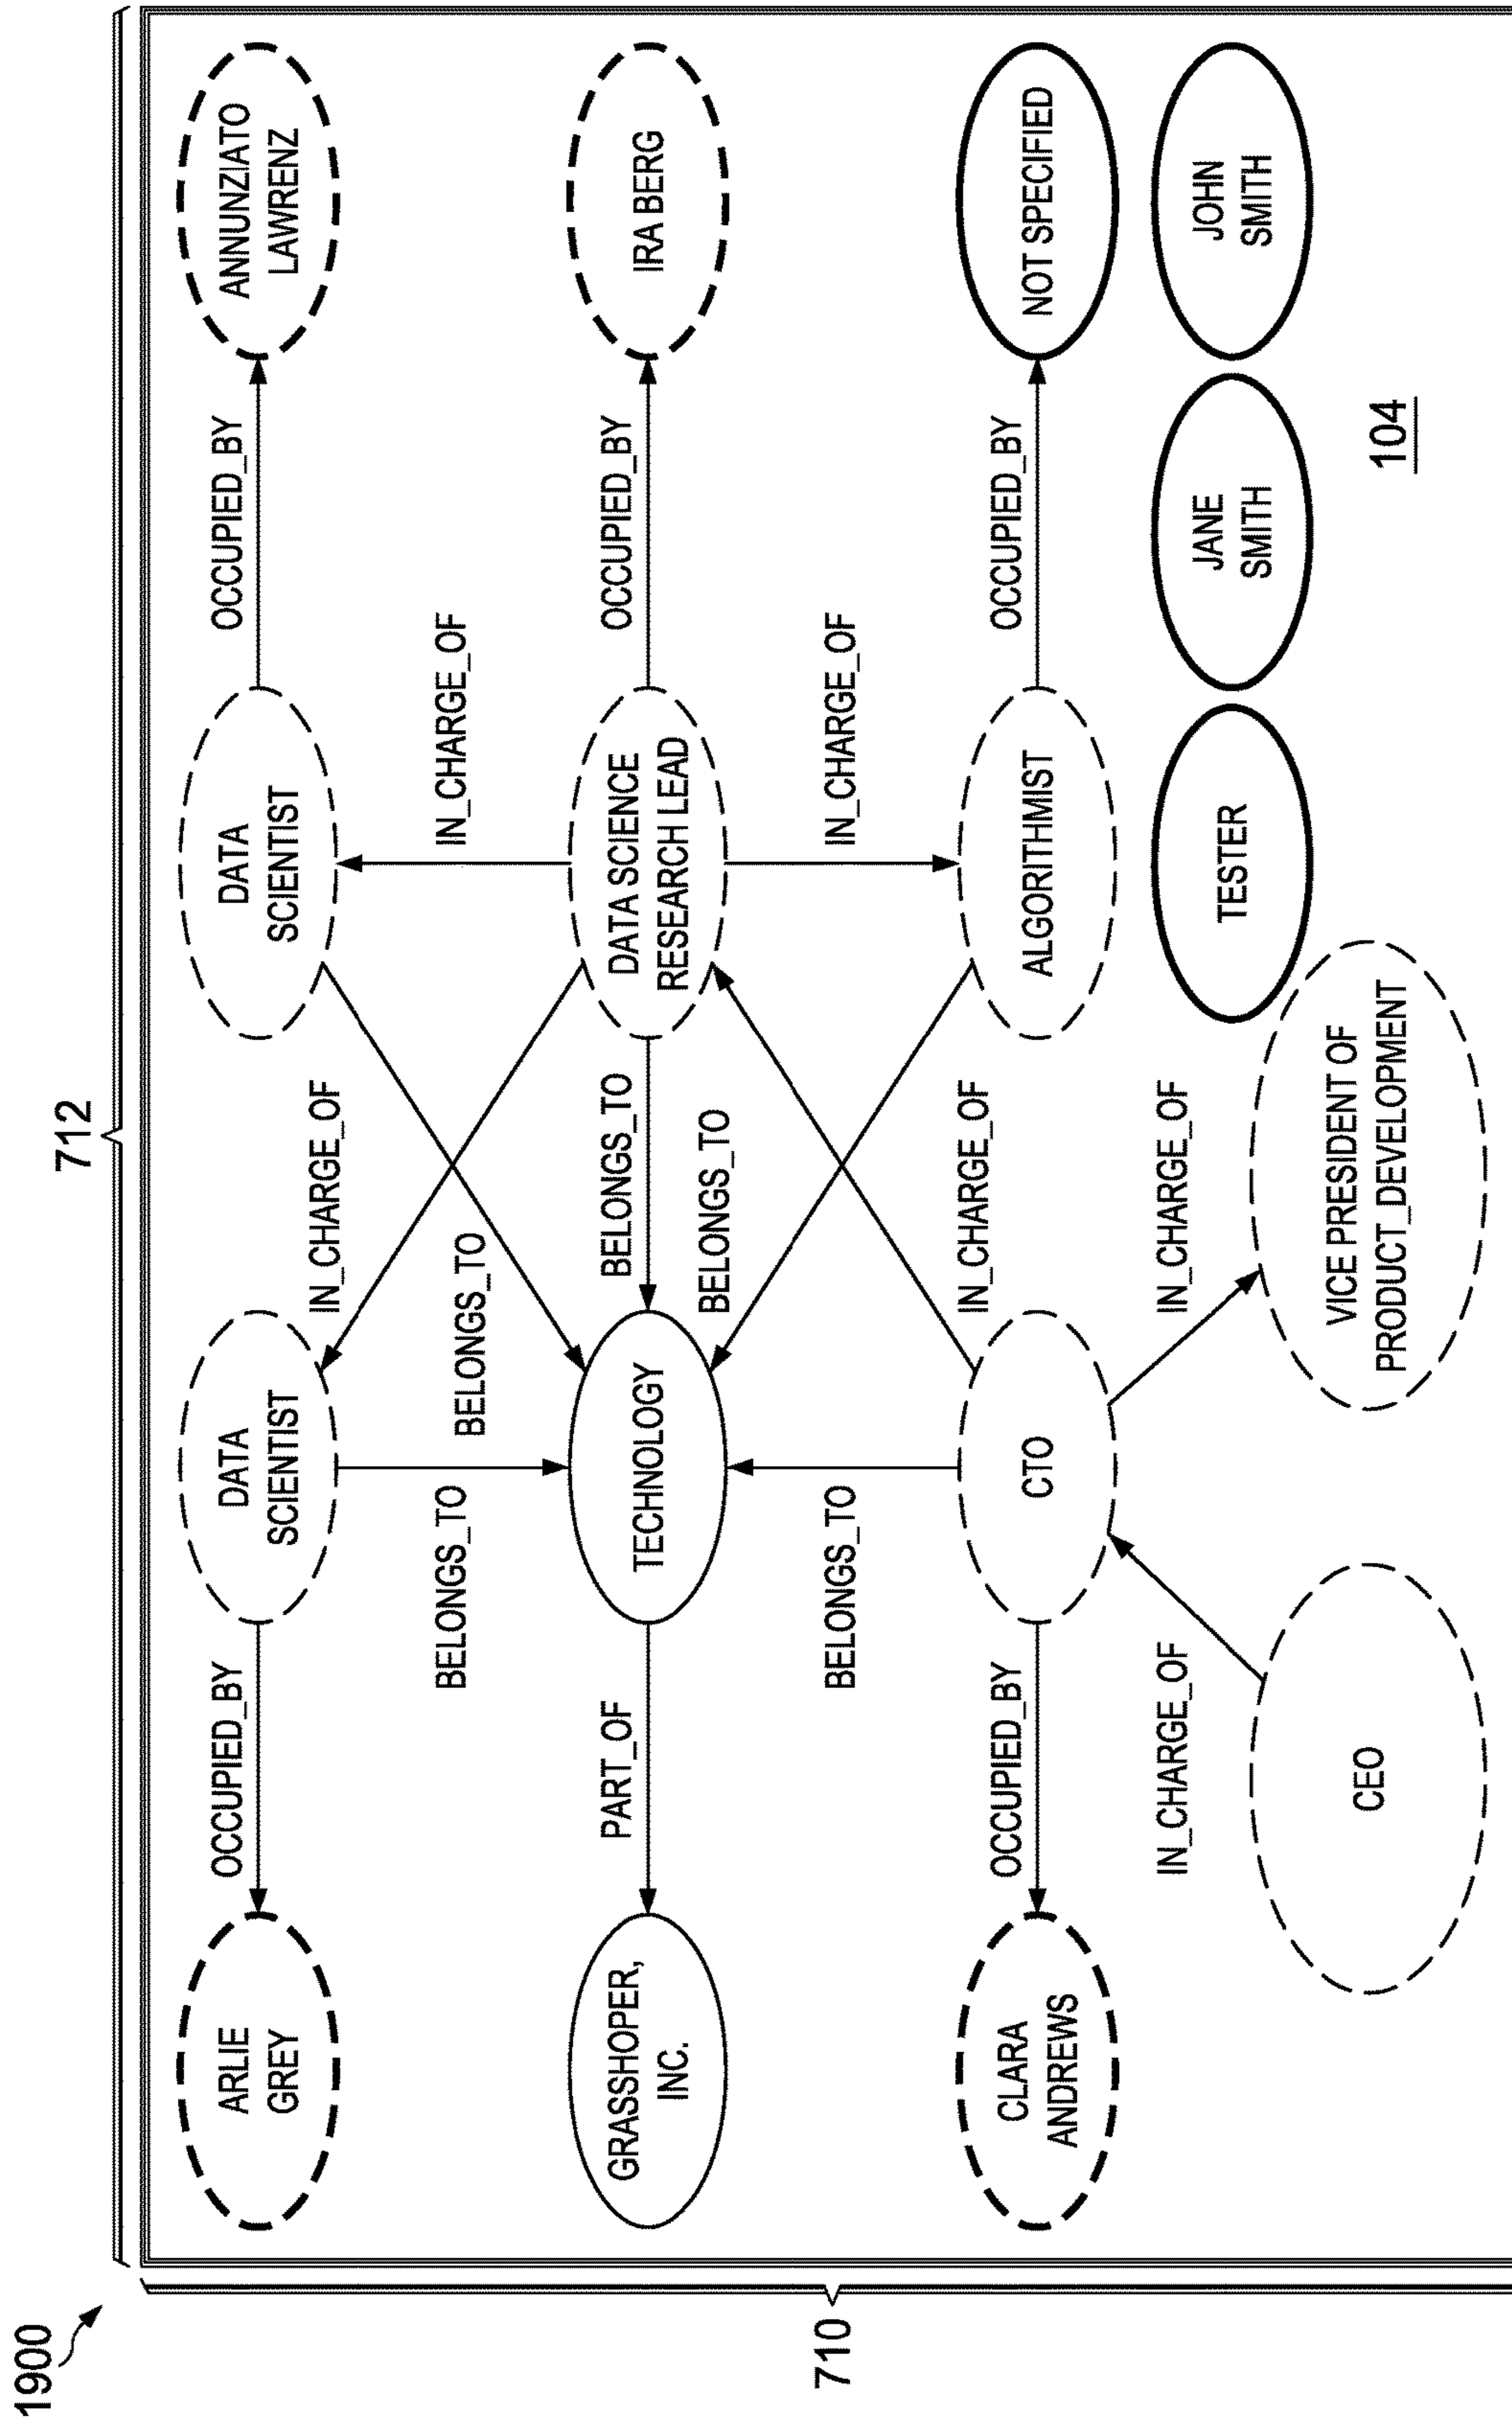 1900
712
710
ARLIE
GREY
OCCUPIED_BY
DATA
SCIENTIST
IN_CHARGE_OF
DATA
SCIENTIST
OCCUPIED_BY
ANNUNZIATO
LAWRENZ
BELONGS_TO
BELONGS_TO
IN_CHARGE_OF
GRASSHOPER,
INC.
PART_OF
TECHNOLOGY
BELONGS_TO
DATA SCIENCE
RESEARCH LEAD
OCCUPIED_BY
IRA BERG
BELONGS_TO
BELONGS_TO
IN_CHARGE_OF
CLARA
ANDREWS
OCCUPIED_BY
CTO
IN_CHARGE_OF
ALGORITHMIST
OCCUPIED_BY
NOT SPECIFIED
IN_CHARGE_OF
IN_CHARGE_OF
TESTER
JANE
SMITH
JOHN
SMITH
CEO
VICE PRESIDENT OF
PRODUCT_DEVELOPMENT
104